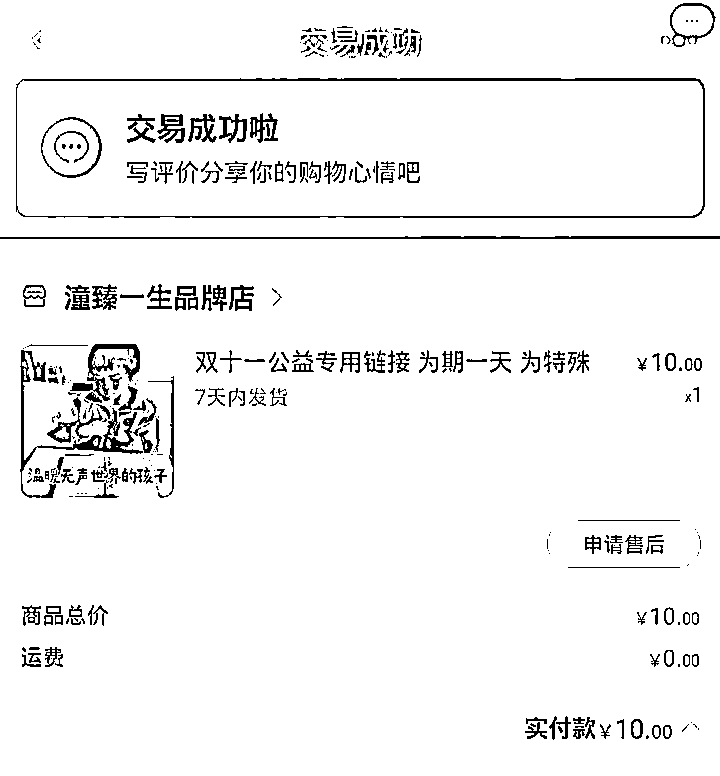 交易成功
交易成功啦
写评价分享你的购物心情吧
潼臻一生品牌店
双十一公益专用链接 为期一天 为特殊
¥10.00
7天内发货
x1
温暖无声世界的孩子
申请售后
商品总价 ¥10.00
运费 ¥0.00
实付款¥10.00